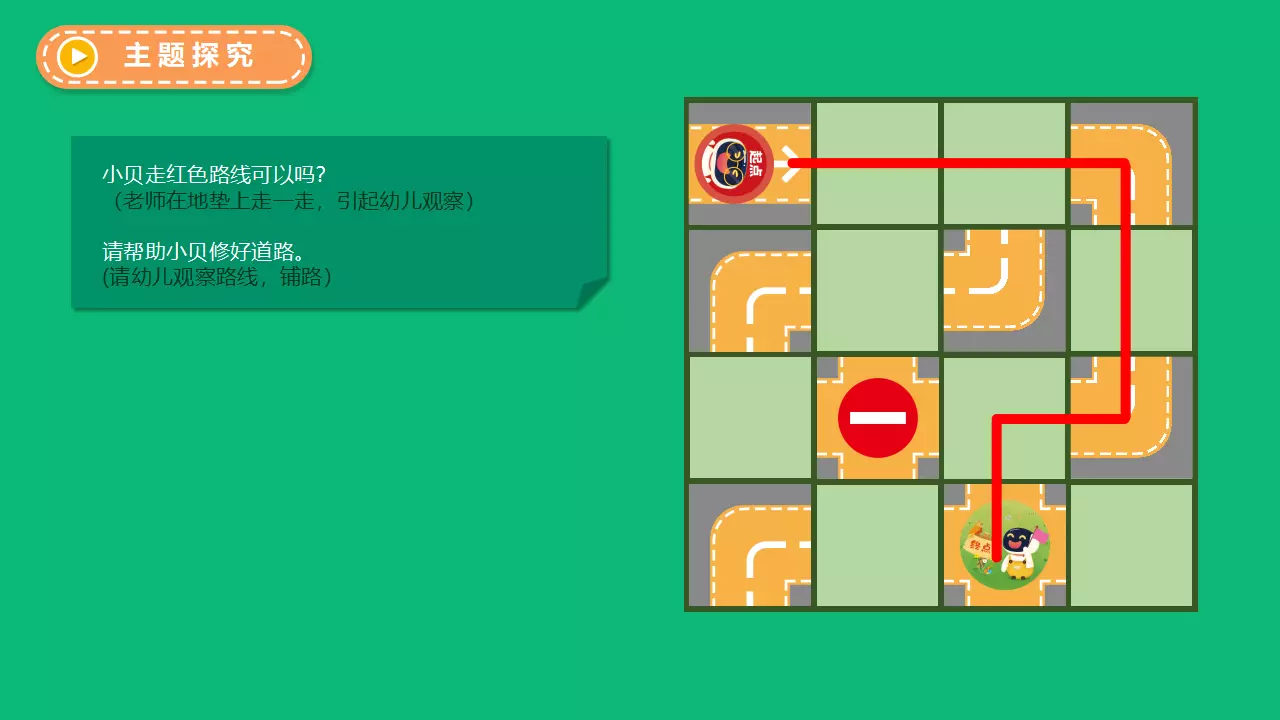 主题探究
小贝走红色路线可以吗?
（老师在地垫上走一走，引起幼儿观察）
请帮助小贝修好道路。
(请幼儿观察路线，铺路）
起点
终点